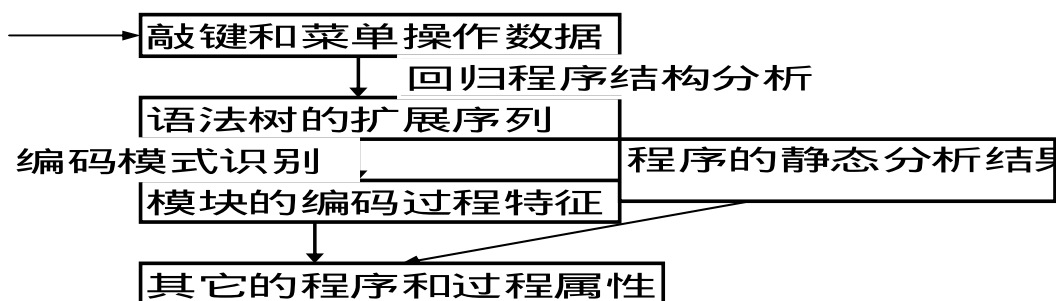 敲键和菜单操作数据
回归程序结构分析
语法树的扩展序列
编码模式识别
程序的静态分析结果
模块的编码过程特征
其它的程序和过程属性